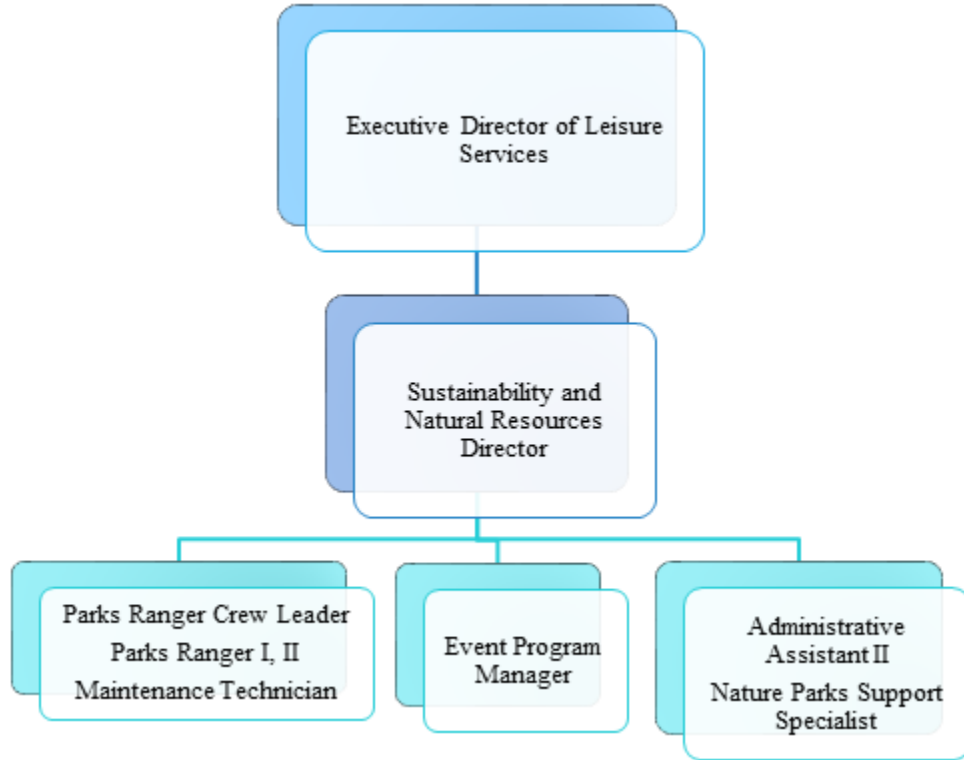 Executive Director of Leisure
Services
Sustainability and
Natural Resources
Director
Parks Ranger Crew Leader
Parks Ranger I, II
Maintenance Technician
Event Program
Manager
Administrative
Assistant II
Nature Parks Support
Specialist